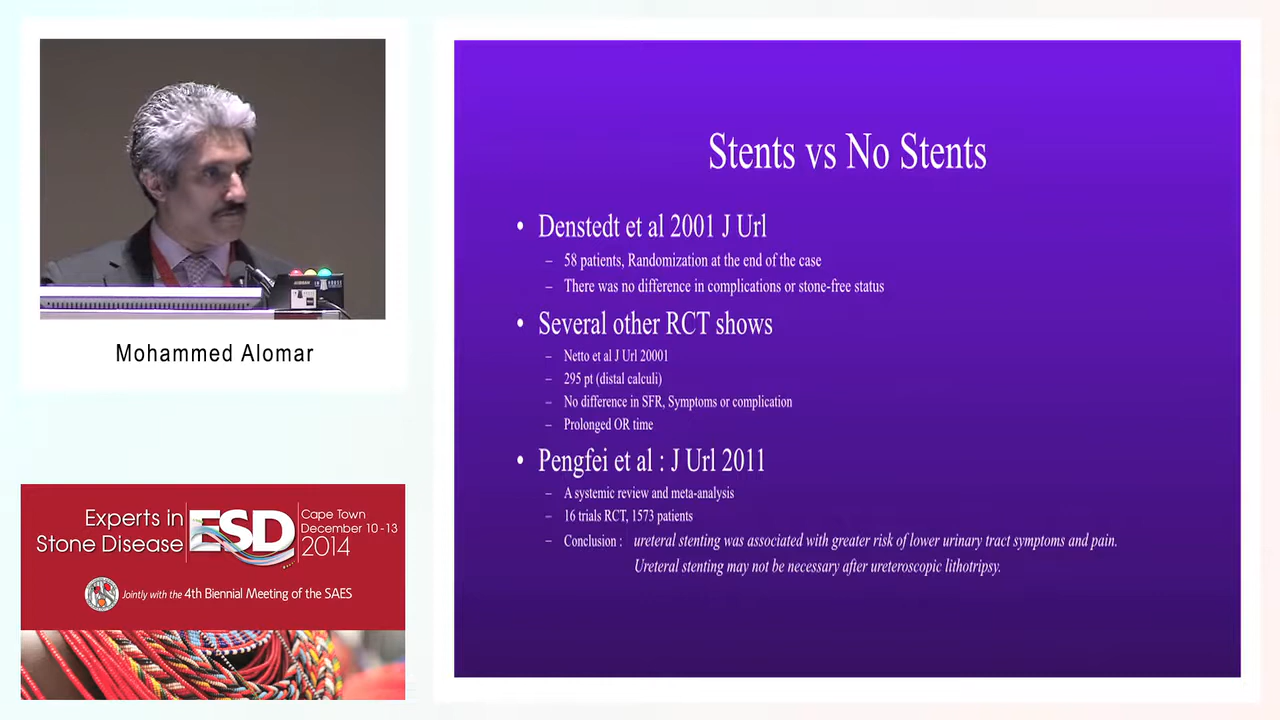 Mohammed Alomar
Experts in
Stone Disease
ESD
Cape Town
December 10-13
2014
Jointly with the 4th Biennial Meeting of the SAES
Stents vs No Stents
• Denstedt et al 2001 J Url
– 58 patients, Randomization at the end of the case
– There was no difference in complications or stone-free status
• Several other RCT shows
– Netto et al J Url 20001
– 295 pt (distal calculi)
– No difference in SFR, Symptoms or complication
– Prolonged OR time
• Pengfei et al : J Url 2011
– A systemic review and meta-analysis
– 16 trials RCT, 1573 patients
– Conclusion : ureteral stenting was associated with greater risk of lower urinary tract symptoms and pain.
Ureteral stenting may not be necessary after ureteroscopic lithotripsy.